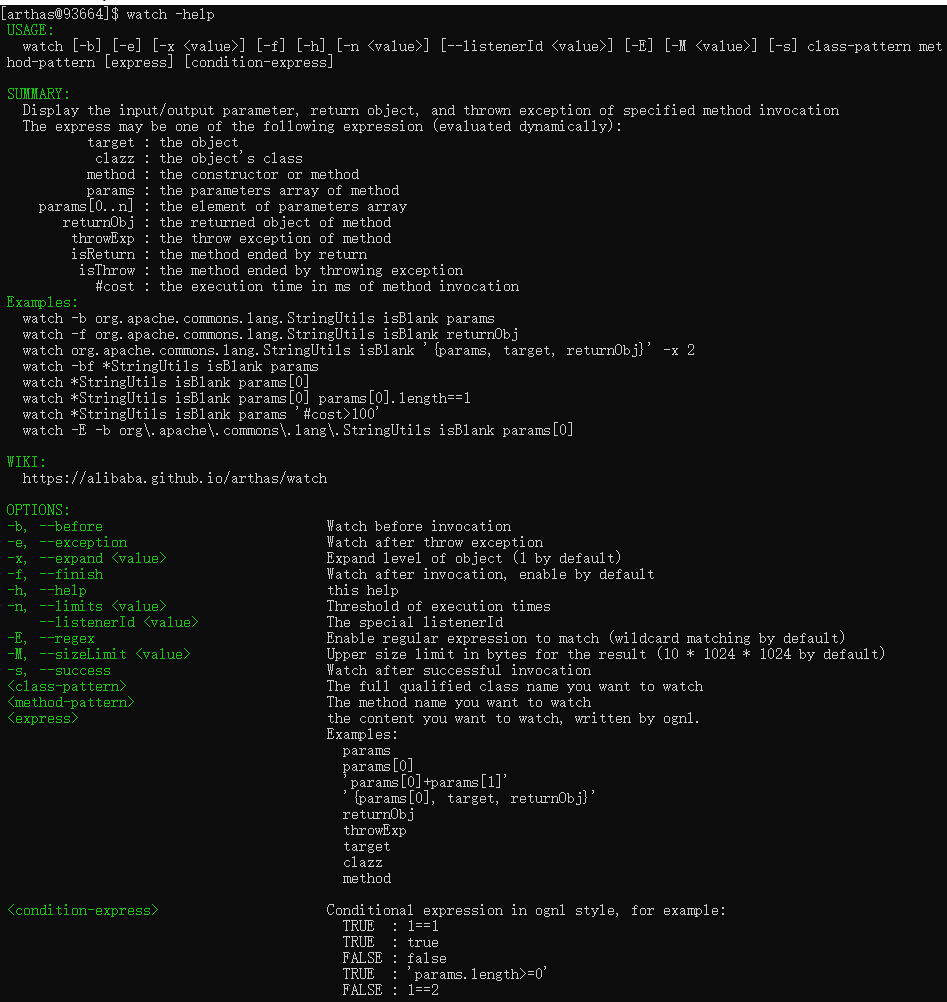 [arthas@93664]$ watch -help
USAGE:
watch [-b] [-e] [-x <value>] [-f] [-h] [-n <value>] [--listenerId <value>] [-E] [-M <value>] [-s] class-pattern met
hod-pattern [express] [condition-express]
SUMMARY:
Display the input/output parameter, return object, and thrown exception of specified method invocation
The express may be one of the following expression (evaluated dynamically):
target : the object
clazz : the object's class
method : the constructor or method
params : the parameters array of method
params[0..n] : the element of parameters array
returnObj : the returned object of method
throwExp : the throw exception of method
isReturn : the method ended by return
isThrow : the method ended by throwing exception
#cost : the execution time in ms of method invocation
Examples:
watch -b org.apache.commons.lang.StringUtils isBlank params
watch -f org.apache.commons.lang.StringUtils isBlank returnObj
watch org.apache.commons.lang.StringUtils isBlank '{params, target, returnObj}' -x 2
watch -bf *StringUtils isBlank params
watch *StringUtils isBlank params[0]
watch *StringUtils isBlank params[0] params[0].length==1
watch *StringUtils isBlank params '#cost>100'
watch -E -b org\.apache\.commons\.lang\.StringUtils isBlank params[0]
WIKI:
https://alibaba.github.io/arthas/watch
OPTIONS:
-b, --before Watch before invocation
-e, --exception Watch after throw exception
-x, --expand <value> Expand level of object (1 by default)
-f, --finish Watch after invocation, enable by default
-h, --help this help
-n, --limits <value> Threshold of execution times
--listenerId <value> The special listenerId
-E, --regex Enable regular expression to match (wildcard matching by default)
-M, --sizeLimit <value> Upper size limit in bytes for the result (10 * 1024 * 1024 by default)
-s, --success Watch after successful invocation
<class-pattern> The full qualified class name you want to watch
<method-pattern> The method name you want to watch
<express> the content you want to watch, written by ognl.
Examples:
params
params[0]
'params[0]+params[1]'
'{params[0], target, returnObj}'
returnObj
throwExp
target
clazz
method
<condition-express> Conditional expression in ognl style, for example:
TRUE : 1==1
TRUE : true
FALSE : false
TRUE : 'params.length>=0'
FALSE : 1==2